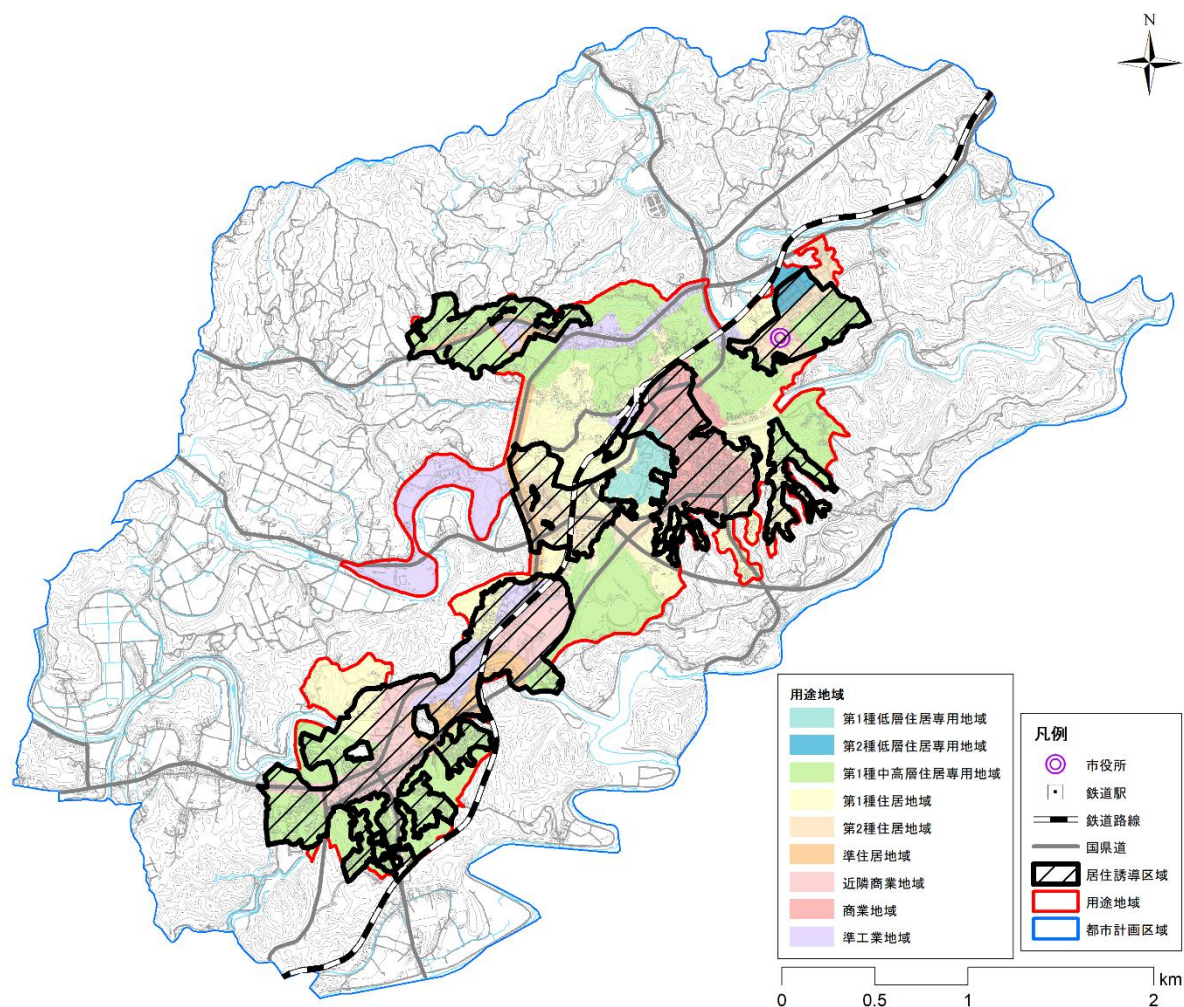 N
用途地域
第1種低層住居専用地域
第2種低層住居専用地域
第1種中高層住居専用地域
第1種住居地域
第2種住居地域
準住居地域
近隣商業地域
商業地域
準工業地域
凡例
市役所
鉄道駅
鉄道路線
国県道
居住誘導区域
用途地域
都市計画区域
km
0 0.5 1 2